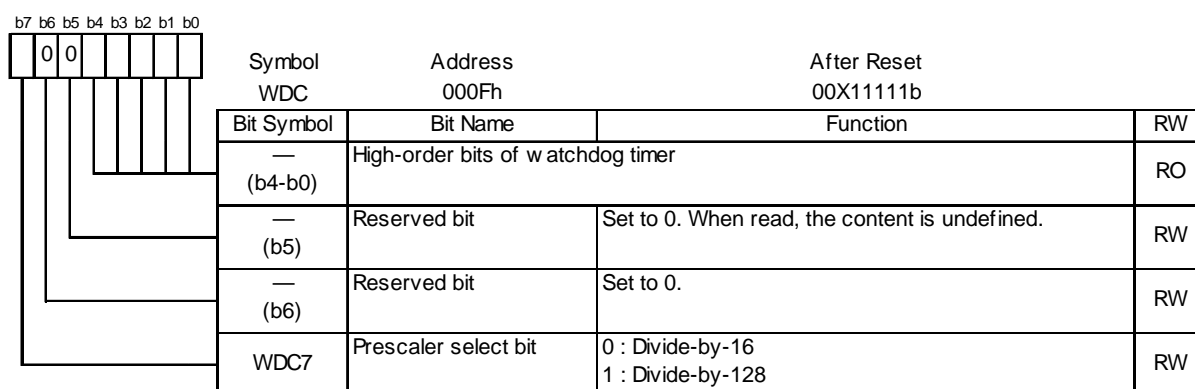 b7 b6 b5 b4 b3 b2 b1 b0
0 0
Symbol Address After Reset
WDC 000Fh 00X11111b
Bit Symbol Bit Name Function RW
— High-order bits of watchdog timer
(b4-b0) RO
— Reserved bit Set to 0. When read, the content is undefined.
(b5) RW
— Reserved bit Set to 0.
(b6) RW
WDC7 Prescaler select bit 0 : Divide-by-16
1 : Divide-by-128 RW